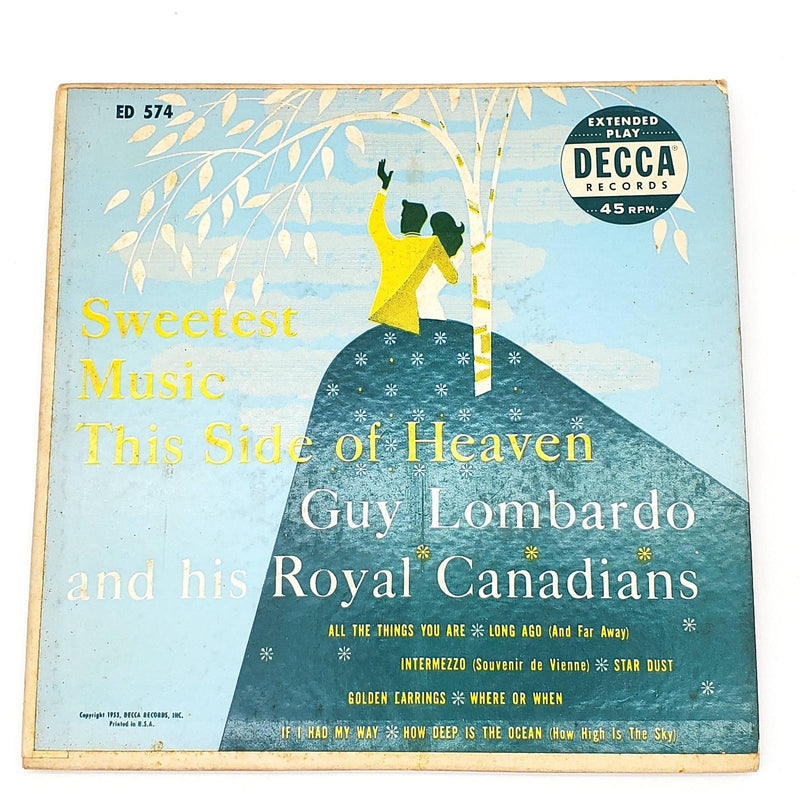 ED 574
EXTENDED
PLAY
DECCA®
RECORDS
45 RPM
Sweetest
Music
This Side of Heaven
Guy Lombardo
and his Royal Canadians
ALL THE THINGS YOU ARE ❊ LONG AGO (And Far Away)
INTERMEZZO (Souvenir de Vienne) ❊ STAR DUST
GOLDEN EARRINGS ❊ WHERE OR WHEN
IF I HAD MY WAY ❊ HOW DEEP IS THE OCEAN (How High Is The Sky)
Copyright 1953, DECCA RECORDS, INC.
Printed in U.S.A.